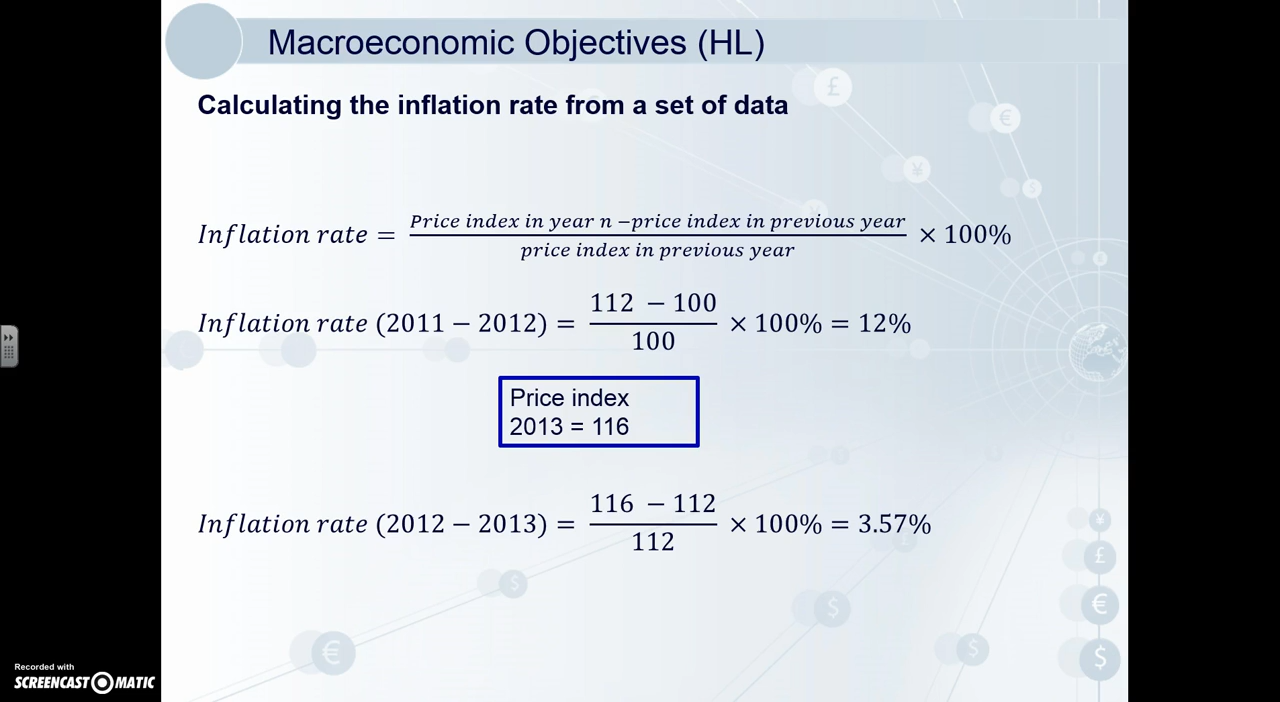 Macroeconomic Objectives (HL)
Calculating the inflation rate from a set of data
Inflation rate = (Price index in year n −price index in previous year) / (price index in previous year) × 100%
Inflation rate (2011 − 2012) = (112 − 100) / 100 × 100% = 12%
Price index
2013 = 116
Inflation rate (2012 − 2013) = (116 − 112) / 112 × 100% = 3.57%
Recorded with
SCREENCAST-O-MATIC